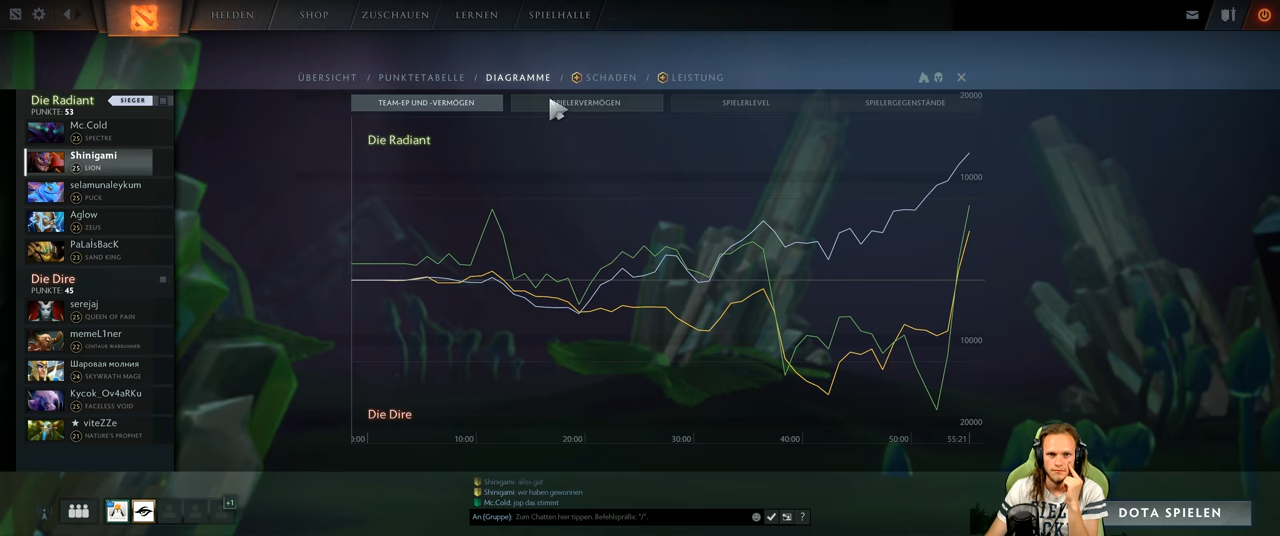 HELDEN
SHOP
ZUSCHAUEN
LERNEN
SPIELHALLE
ÜBERSICHT / PUNKTETABELLE / DIAGRAMME / SCHADEN / LEISTUNG
Die Radiant
SIEGER
PUNKTE: 53
Mc.Cold
25 SPECTRE
Shinigami
25 LION
selamunaleykum
25 PUCK
Aglow
25 ZEUS
PaLaIsBacK
23 SAND KING
Die Dire
PUNKTE: 45
serejaj
25 QUEEN OF PAIN
memeL1ner
22 CENTAUR WARRUNNER
Шаровая молния
24 SKYWRATH MAGE
Kycok_Ov4aRKu
25 FACELESS VOID
★ viteZZe
21 NATURE'S PROPHET
TEAM-EP UND -VERMÖGEN
SPIELERLEVEL
SPIELERGEGENSTÄNDE
20000
Die Radiant
10000
10000
Die Dire
20000
0:00 10:00 20:00 30:00 40:00 50:00 55:21
+1
Shinigami: alles gut
Shinigami: wir haben gewonnen
Mc.Cold: jop das stimmt
An (Gruppe): Zum Chatten hier tippen. Befehlspräfix: "/".
?
DOTA SPIELEN